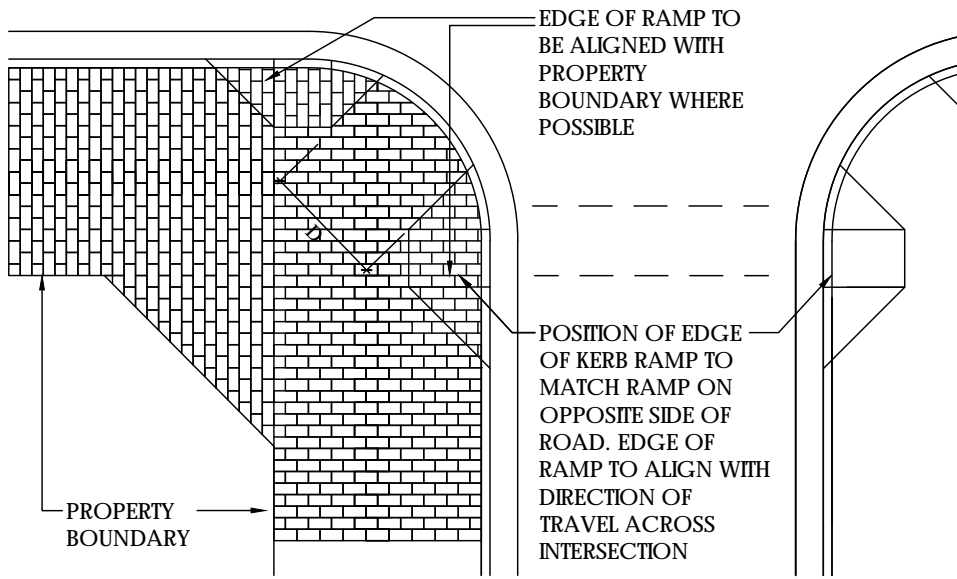 EDGE OF RAMP TO
BE ALIGNED WITH
PROPERTY
BOUNDARY WHERE
POSSIBLE
D
POSITION OF EDGE
OF KERB RAMP TO
MATCH RAMP ON
OPPOSITE SIDE OF
ROAD. EDGE OF
RAMP TO ALIGN WITH
DIRECTION OF
TRAVEL ACROSS
INTERSECTION
PROPERTY
BOUNDARY